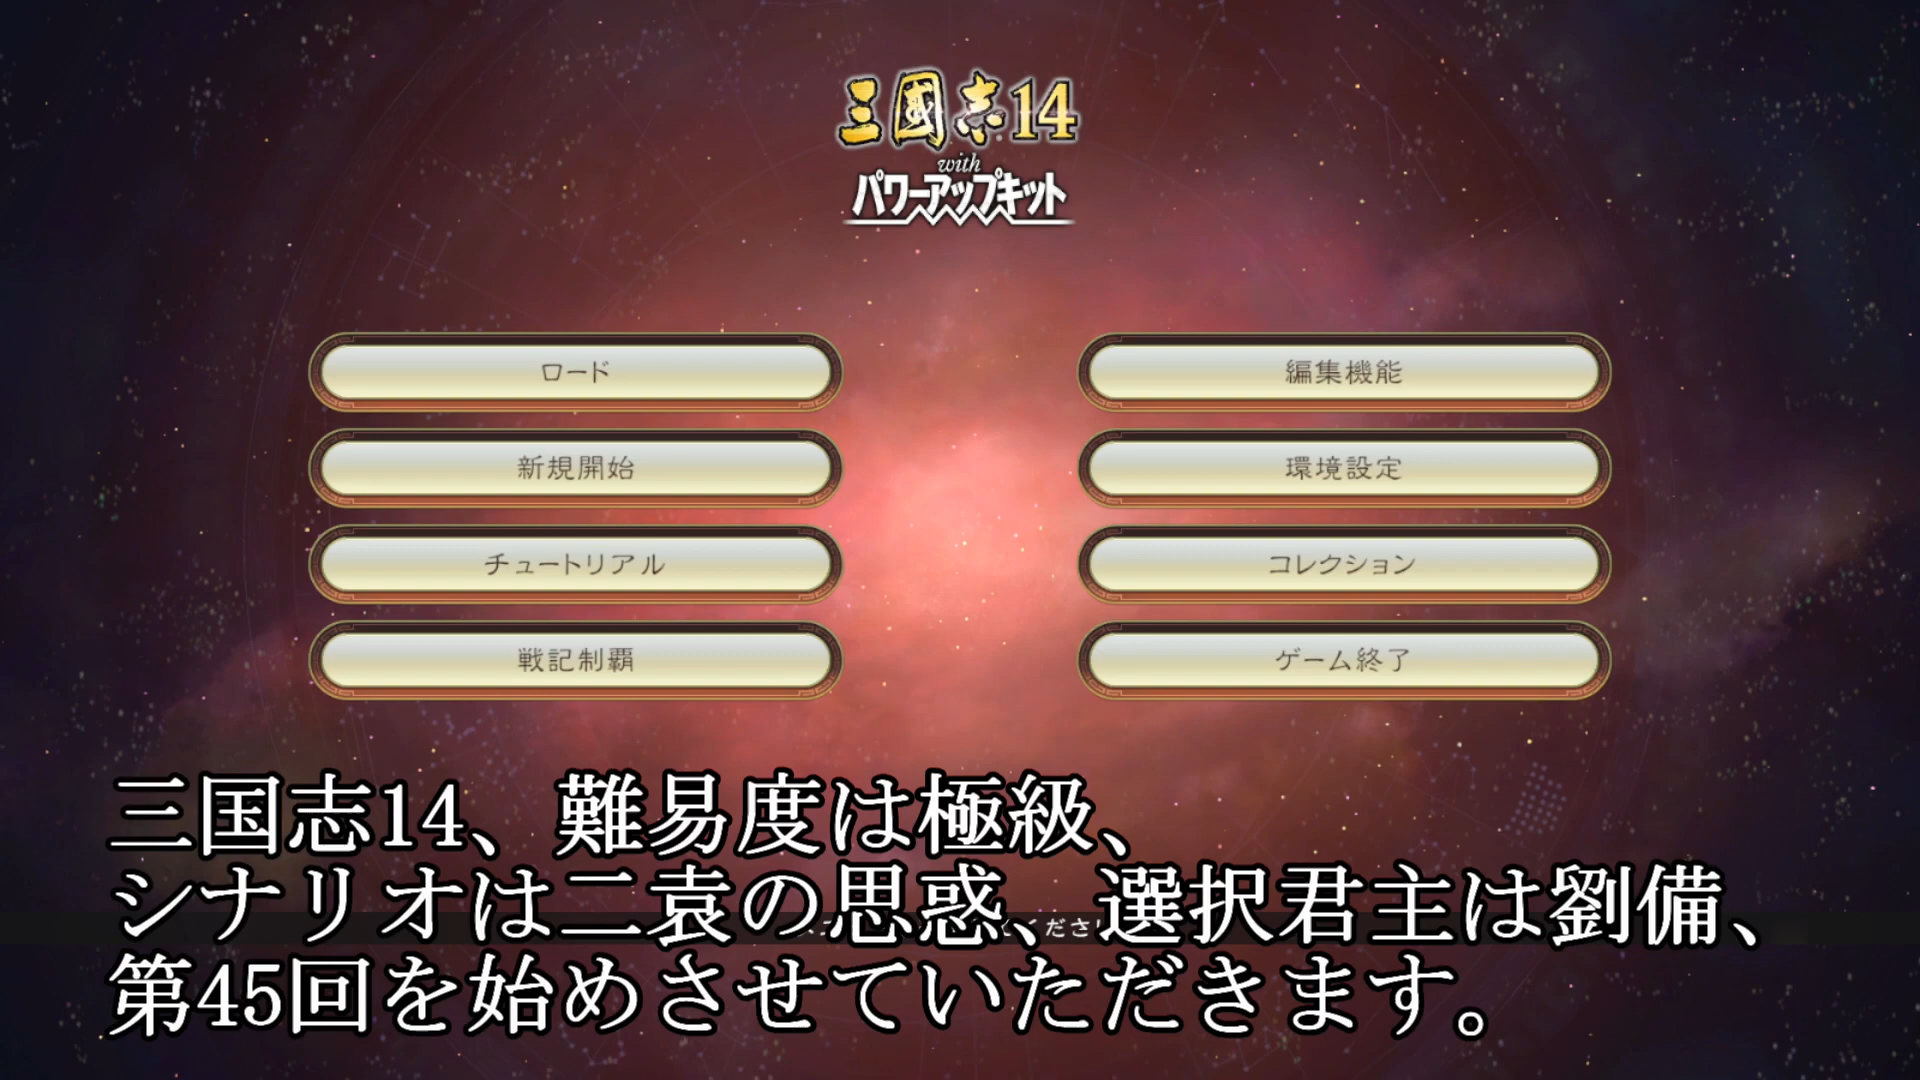 三國志14
with
パワーアップキット
ロード
編集機能
新規開始
環境設定
チュートリアル
コレクション
戦記制覇
ゲーム終了
三国志14、難易度は極級、
シナリオは二袁の思惑、選択君主は劉備、
第45回を始めさせていただきます。